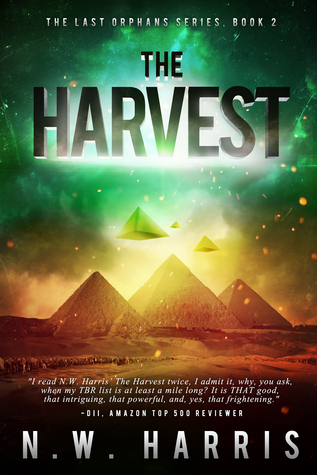 THE LAST ORPHANS SERIES, BOOK 2
THE
HARVEST
"I read N.W. Harris' The Harvest twice, I admit it, why, you ask,
when my TBR list is at least a mile long? It is THAT good,
that intriguing, that powerful, and, yes, that frightening."
-DII, AMAZON TOP 500 REVIEWER
N.W. HARRIS